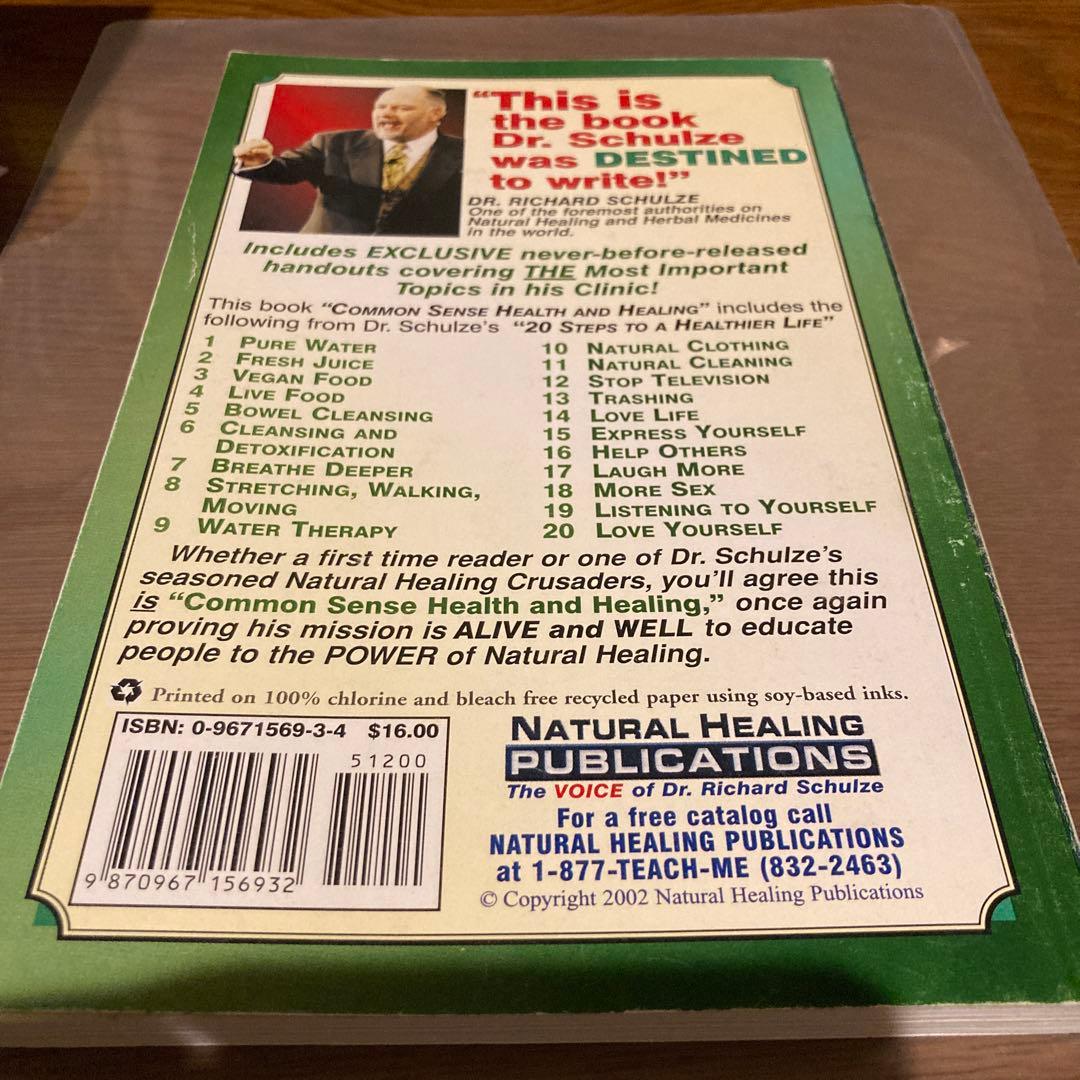 “This is
the book
Dr. Schulze
was DESTINED
to write!”
DR. RICHARD SCHULZE
One of the foremost authorities on
Natural Healing and Herbal Medicines
in the world.
Includes EXCLUSIVE never-before-released
handouts covering THE Most Important
Topics in his Clinic!
This book “COMMON SENSE HEALTH AND HEALING” includes the
following from Dr. Schulze’s “20 STEPS TO A HEALTHIER LIFE”
1 PURE WATER
2 FRESH JUICE
3 VEGAN FOOD
4 LIVE FOOD
5 BOWEL CLEANSING
6 CLEANSING AND
DETOXIFICATION
7 BREATHE DEEPER
8 STRETCHING, WALKING,
MOVING
9 WATER THERAPY
10 NATURAL CLOTHING
11 NATURAL CLEANING
12 STOP TELEVISION
13 TRASHING
14 LOVE LIFE
15 EXPRESS YOURSELF
16 HELP OTHERS
17 LAUGH MORE
18 MORE SEX
19 LISTENING TO YOURSELF
20 LOVE YOURSELF
Whether a first time reader or one of Dr. Schulze’s
seasoned Natural Healing Crusaders, you’ll agree this
is “Common Sense Health and Healing,” once again
proving his mission is ALIVE and WELL to educate
people to the POWER of Natural Healing.
Printed on 100% chlorine and bleach free recycled paper using soy-based inks.
ISBN: 0-9671569-3-4 $16.00
51200
9 870967 156932
NATURAL HEALING
PUBLICATIONS
The VOICE of Dr. Richard Schulze
For a free catalog call
NATURAL HEALING PUBLICATIONS
at 1-877-TEACH-ME (832-2463)
© Copyright 2002 Natural Healing Publications